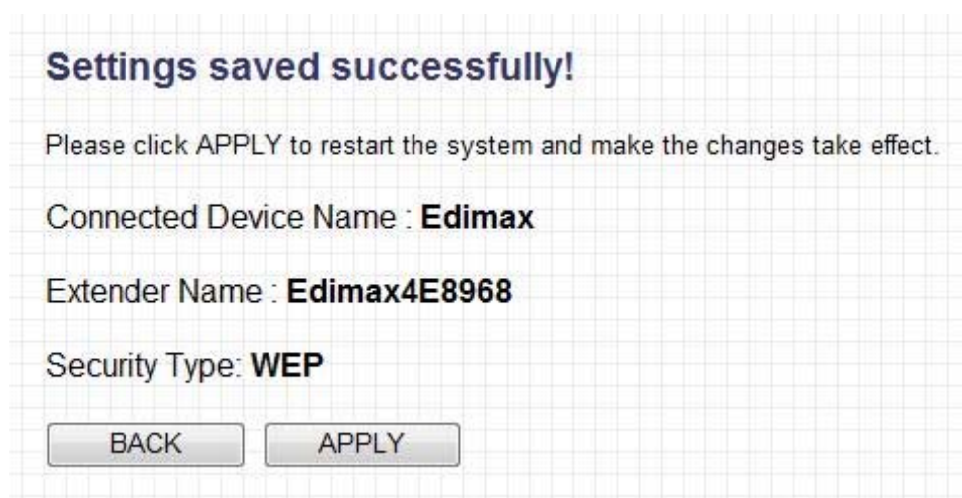 Settings saved successfully!
Please click APPLY to restart the system and make the changes take effect.
Connected Device Name : Edimax
Extender Name : Edimax4E8968
Security Type: WEP
BACK APPLY